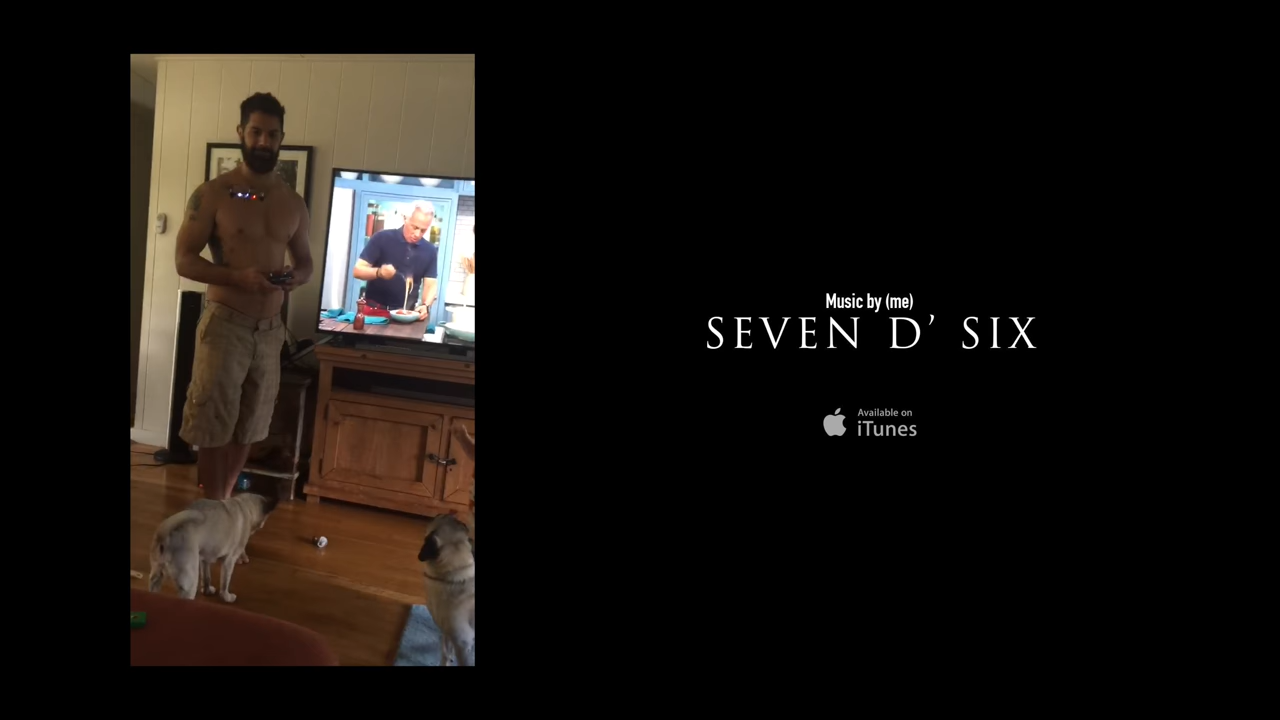 Music by (me)
SEVEN D’ SIX
Available on
iTunes